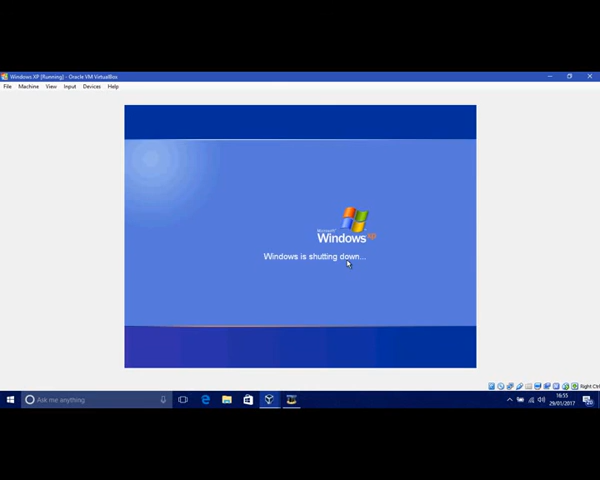 Windows XP [Running] - Oracle VM VirtualBox
File Machine View Input Devices Help
Microsoft
Windows xp
Windows is shutting down...
Right Ctrl
Ask me anything
16:55
29/01/2017